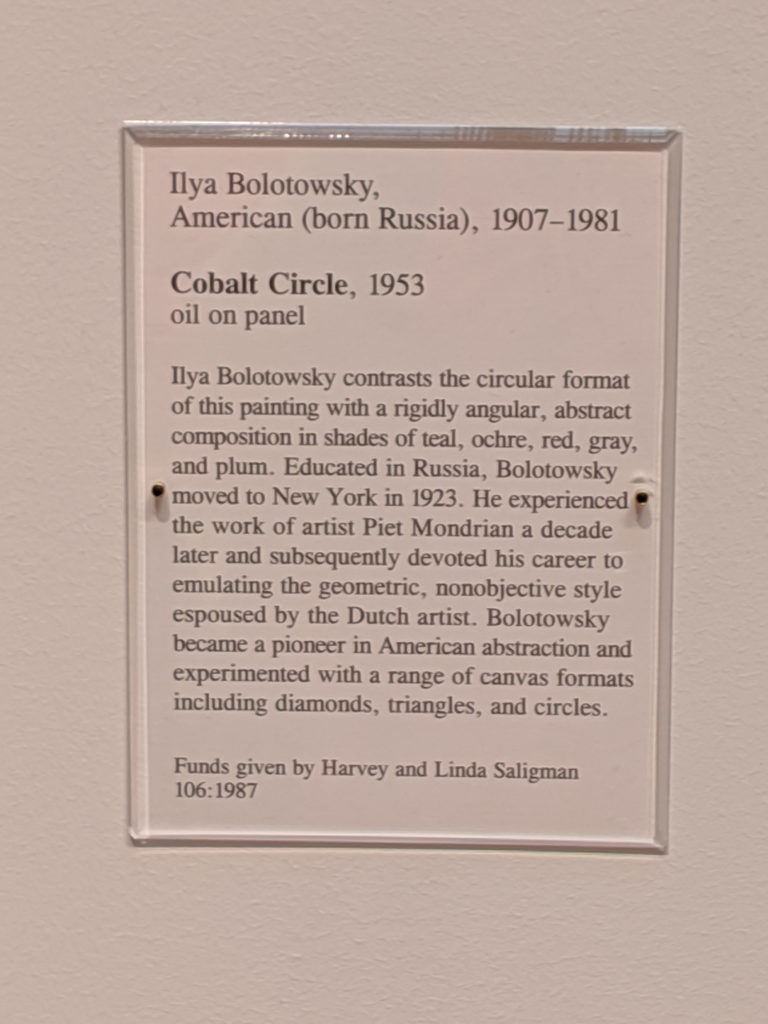 Ilya Bolotowsky,
American (born Russia), 1907–1981
Cobalt Circle, 1953
oil on panel
Ilya Bolotowsky contrasts the circular format
of this painting with a rigidly angular, abstract
composition in shades of teal, ochre, red, gray,
and plum. Educated in Russia, Bolotowsky
moved to New York in 1923. He experienced
the work of artist Piet Mondrian a decade
later and subsequently devoted his career to
emulating the geometric, nonobjective style
espoused by the Dutch artist. Bolotowsky
became a pioneer in American abstraction and
experimented with a range of canvas formats
including diamonds, triangles, and circles.
Funds given by Harvey and Linda Saligman
106:1987